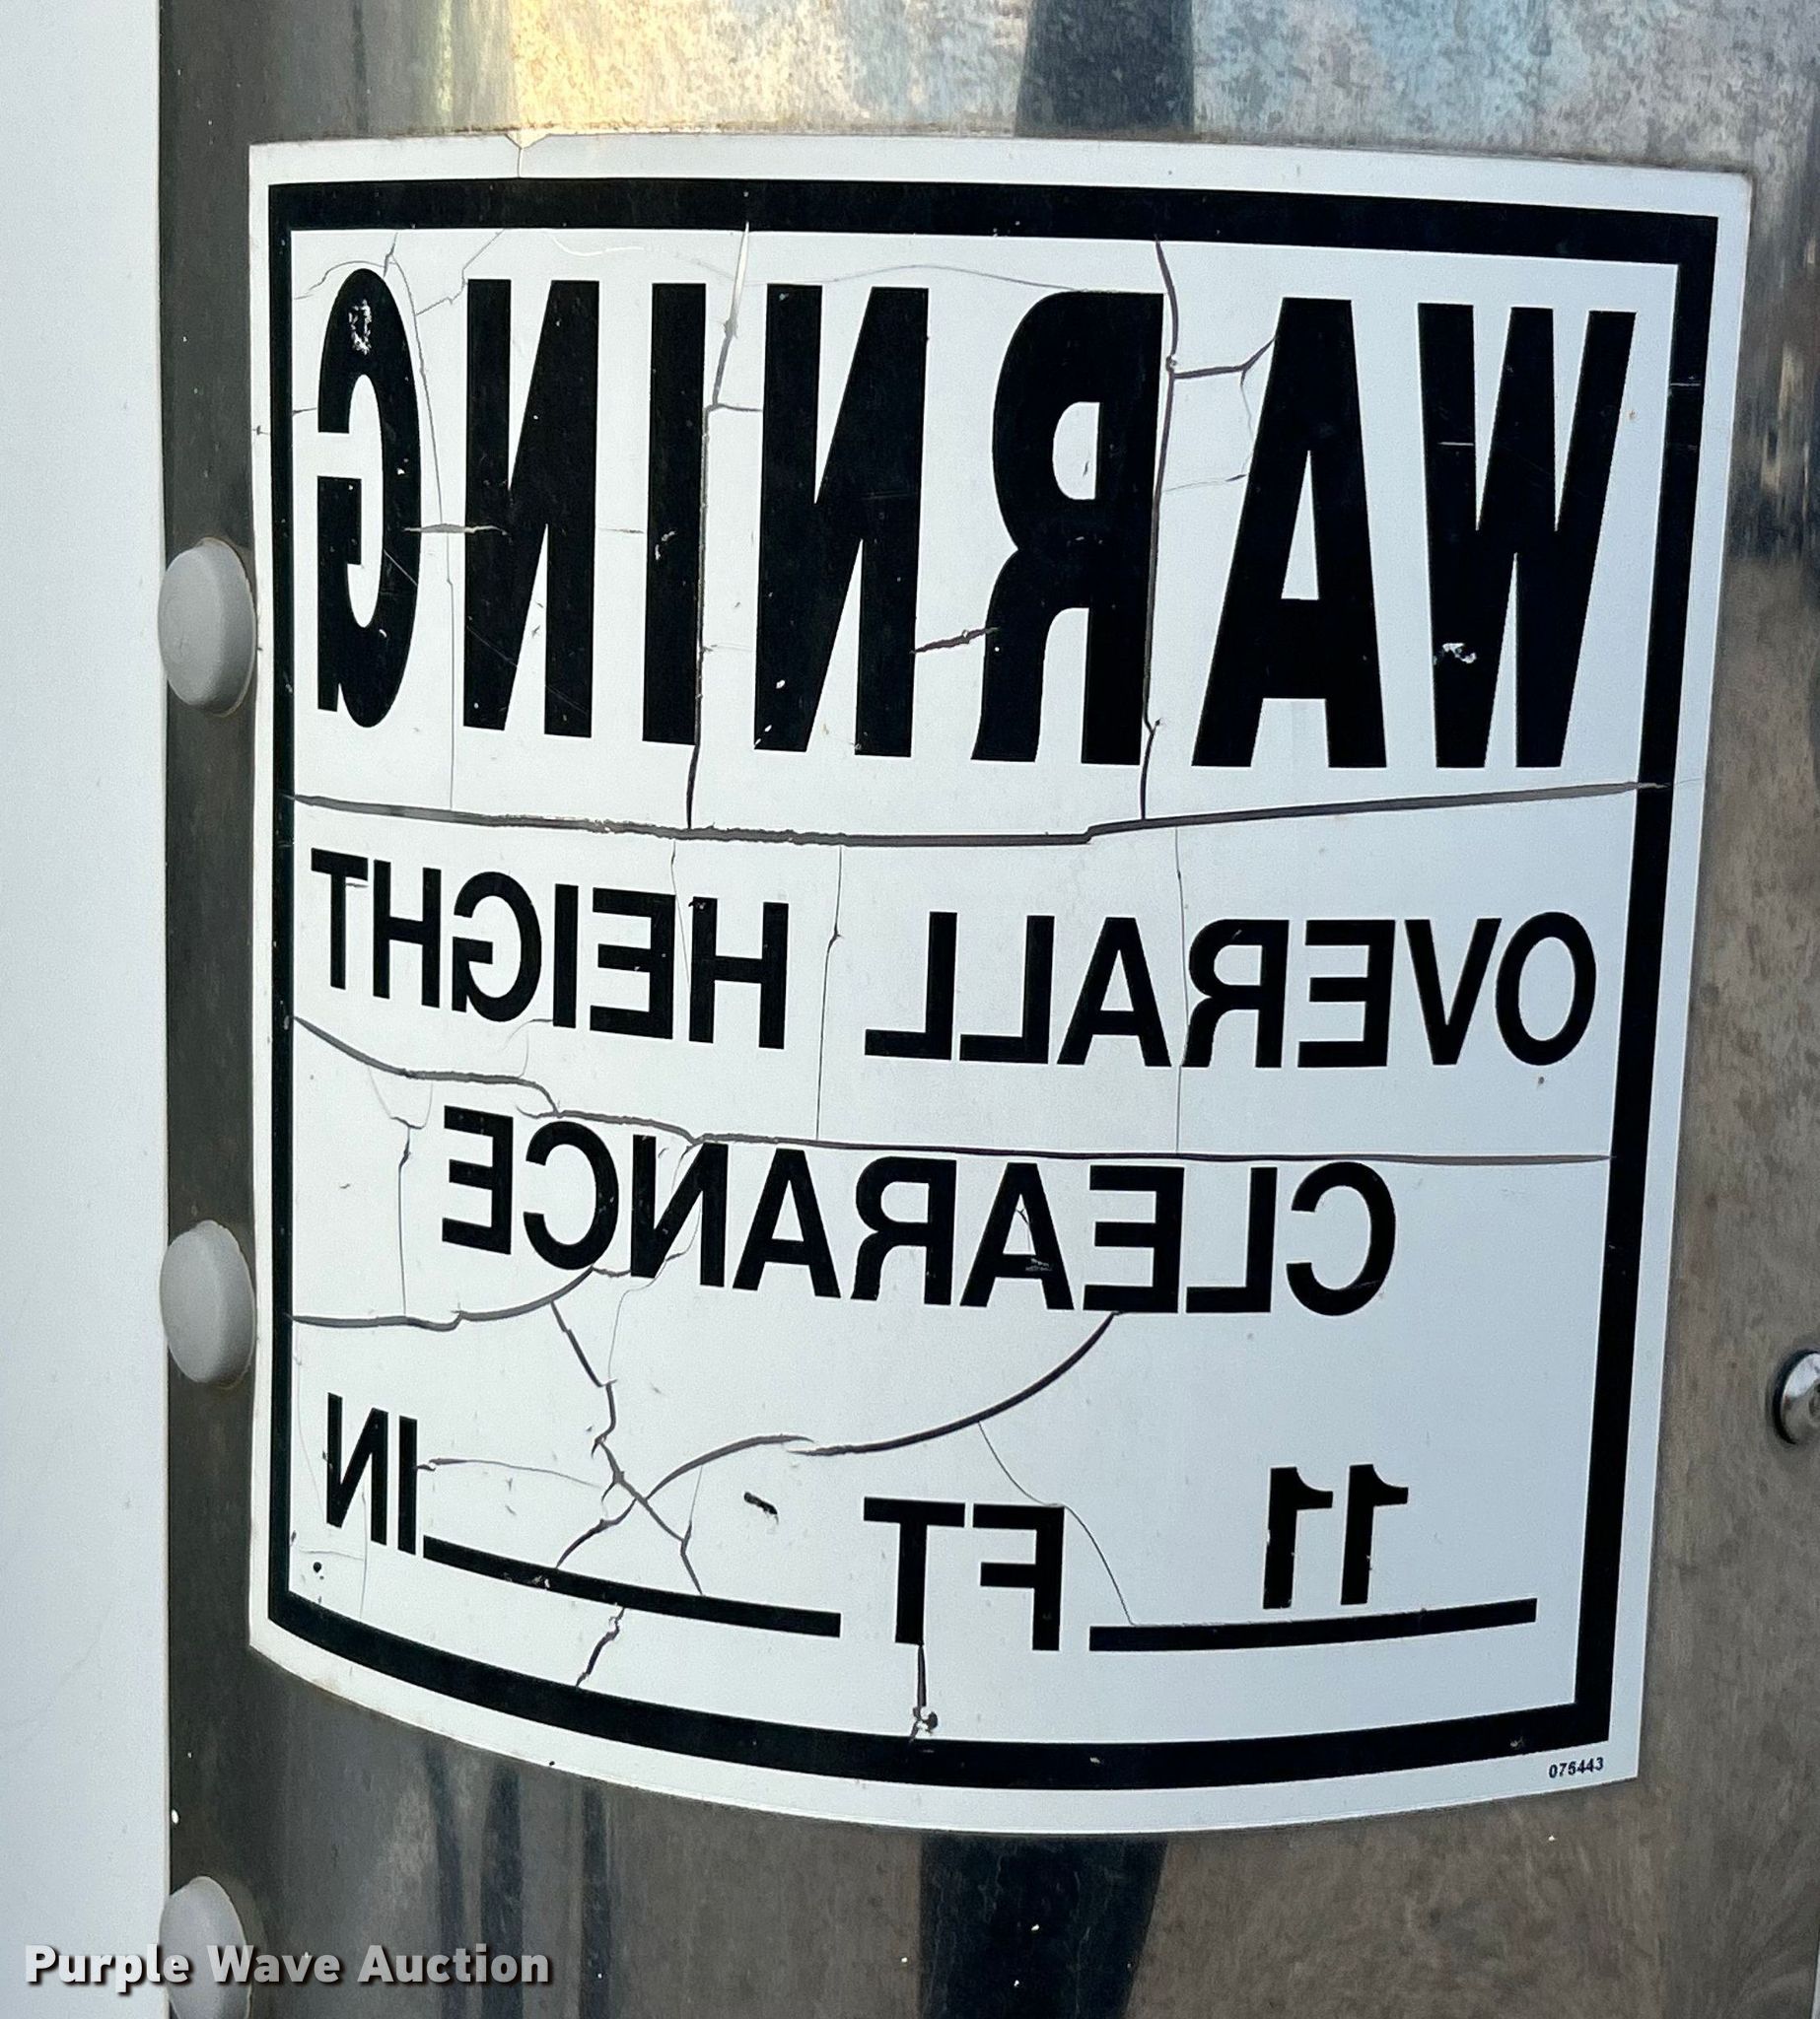 WARNING
OVERALL HEIGHT
CLEARANCE
11 FT IN
075443
Purple Wave Auction